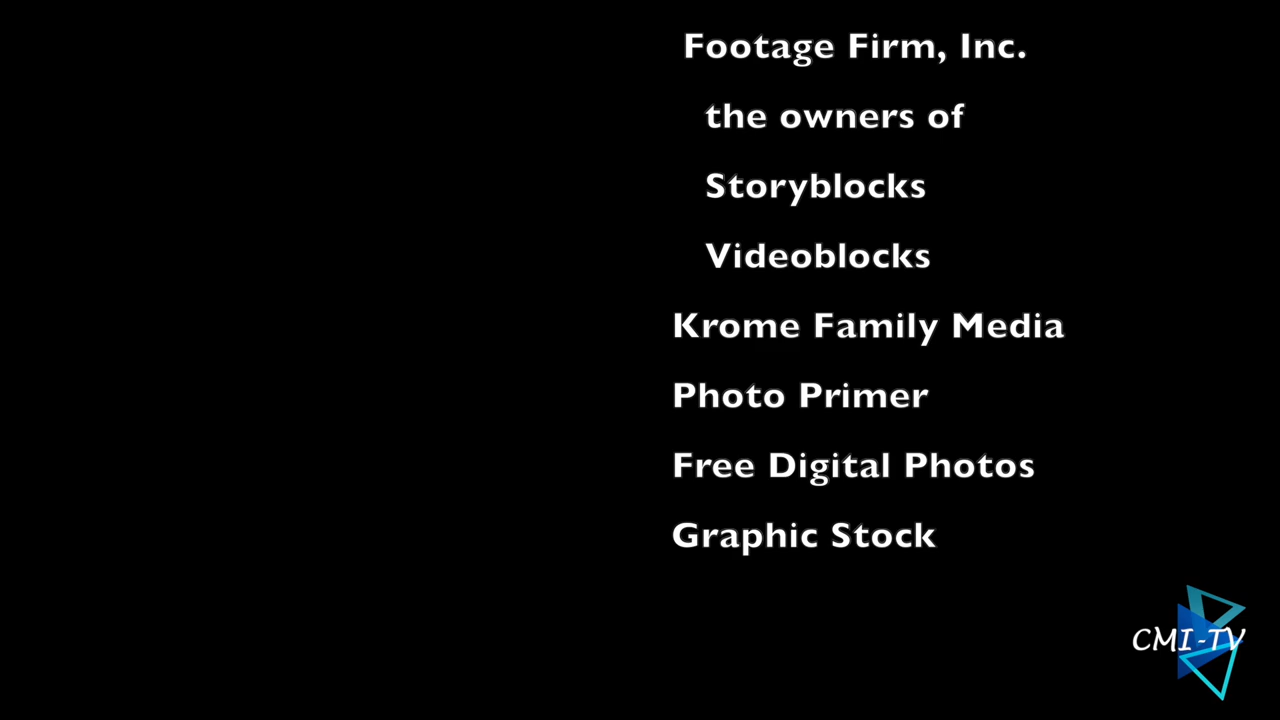 Footage Firm, Inc.
the owners of
Storyblocks
Videoblocks
Krome Family Media
Photo Primer
Free Digital Photos
Graphic Stock
CMI-TV